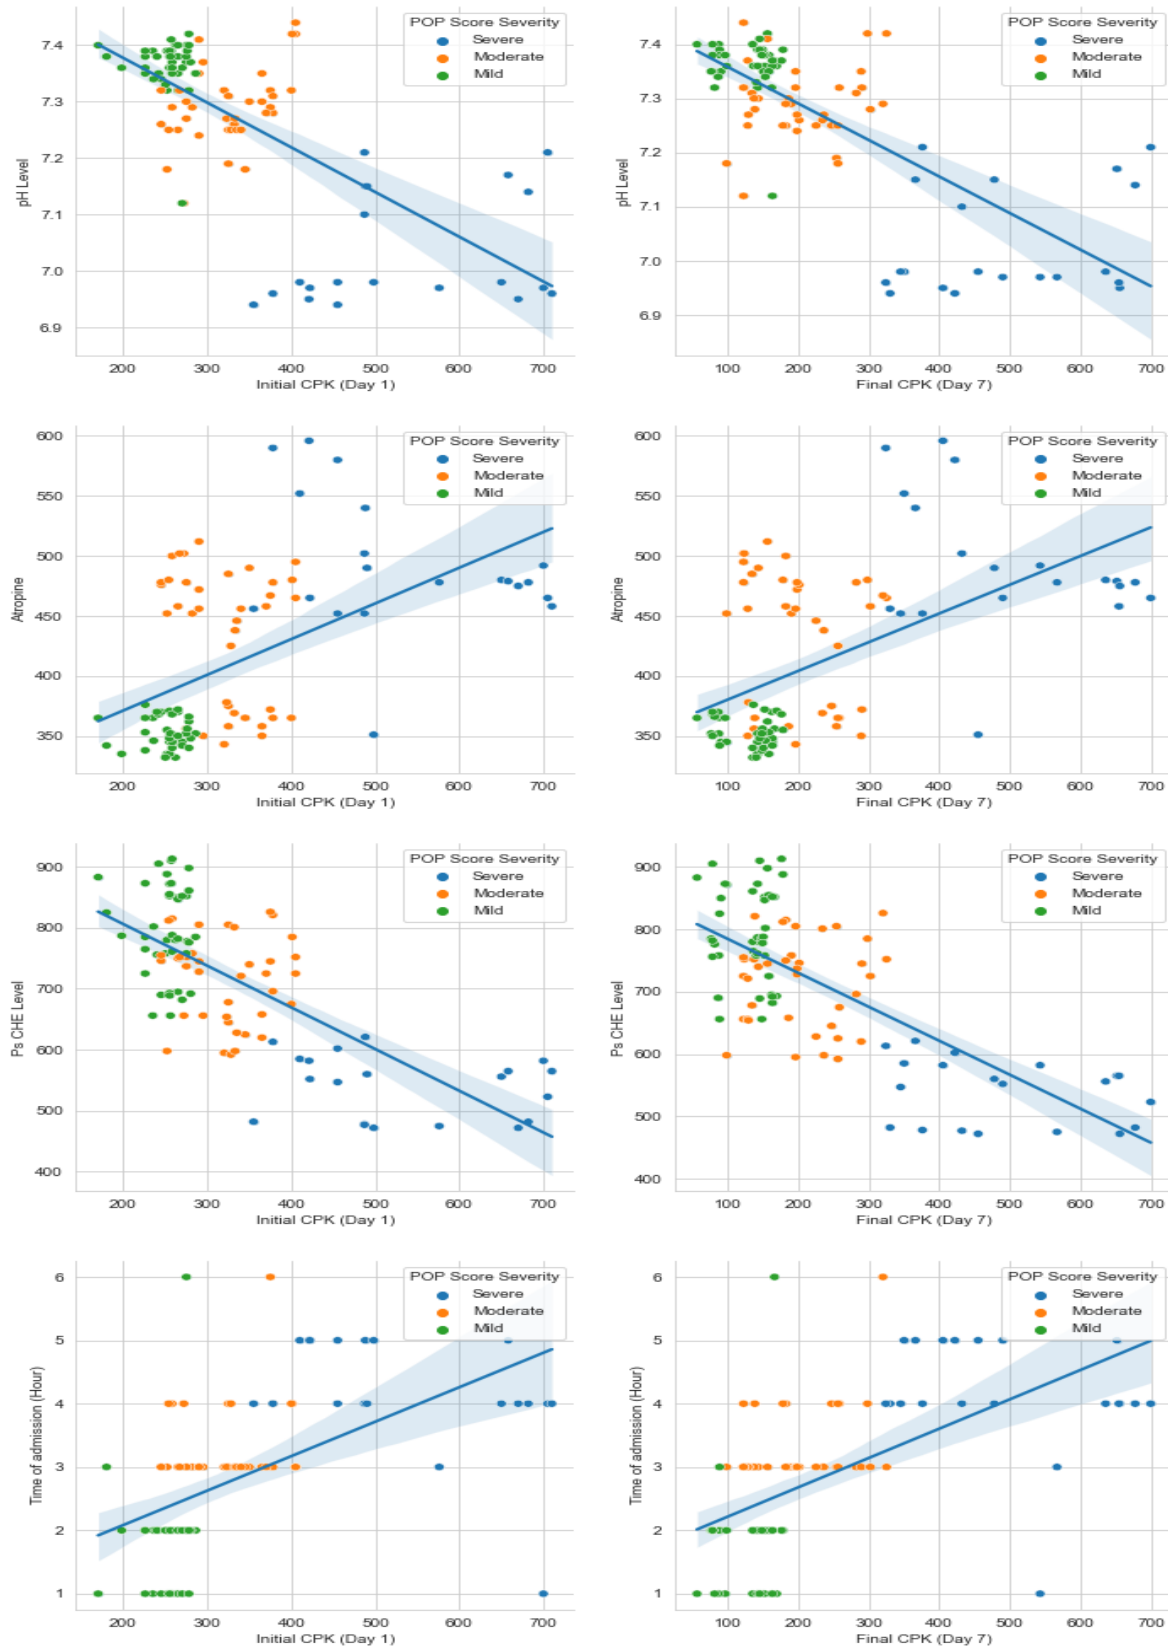 POP Score Severity
Severe
Moderate
Mild
pH Level
7.4
7.3
7.2
7.1
7.0
6.9
200 300 400 500 600 700
Initial CPK (Day 1)
POP Score Severity
Severe
Moderate
Mild
pH Level
7.4
7.3
7.2
7.1
7.0
6.9
100 200 300 400 500 600 700
Final CPK (Day 7)
POP Score Severity
Severe
Moderate
Mild
Atropine
600
550
500
450
400
350
200 300 400 500 600 700
Initial CPK (Day 1)
POP Score Severity
Severe
Moderate
Mild
Atropine
600
550
500
450
400
350
100 200 300 400 500 600 700
Final CPK (Day 7)
POP Score Severity
Severe
Moderate
Mild
Ps CHE Level
900
800
700
600
500
400
200 300 400 500 600 700
Initial CPK (Day 1)
POP Score Severity
Severe
Moderate
Mild
Ps CHE Level
900
800
700
600
500
400
100 200 300 400 500 600 700
Final CPK (Day 7)
POP Score Severity
Severe
Moderate
Mild
Time of admission (Hour)
6
5
4
3
2
1
200 300 400 500 600 700
Initial CPK (Day 1)
POP Score Severity
Severe
Moderate
Mild
Time of admission (Hour)
6
5
4
3
2
1
100 200 300 400 500 600 700
Final CPK (Day 7)